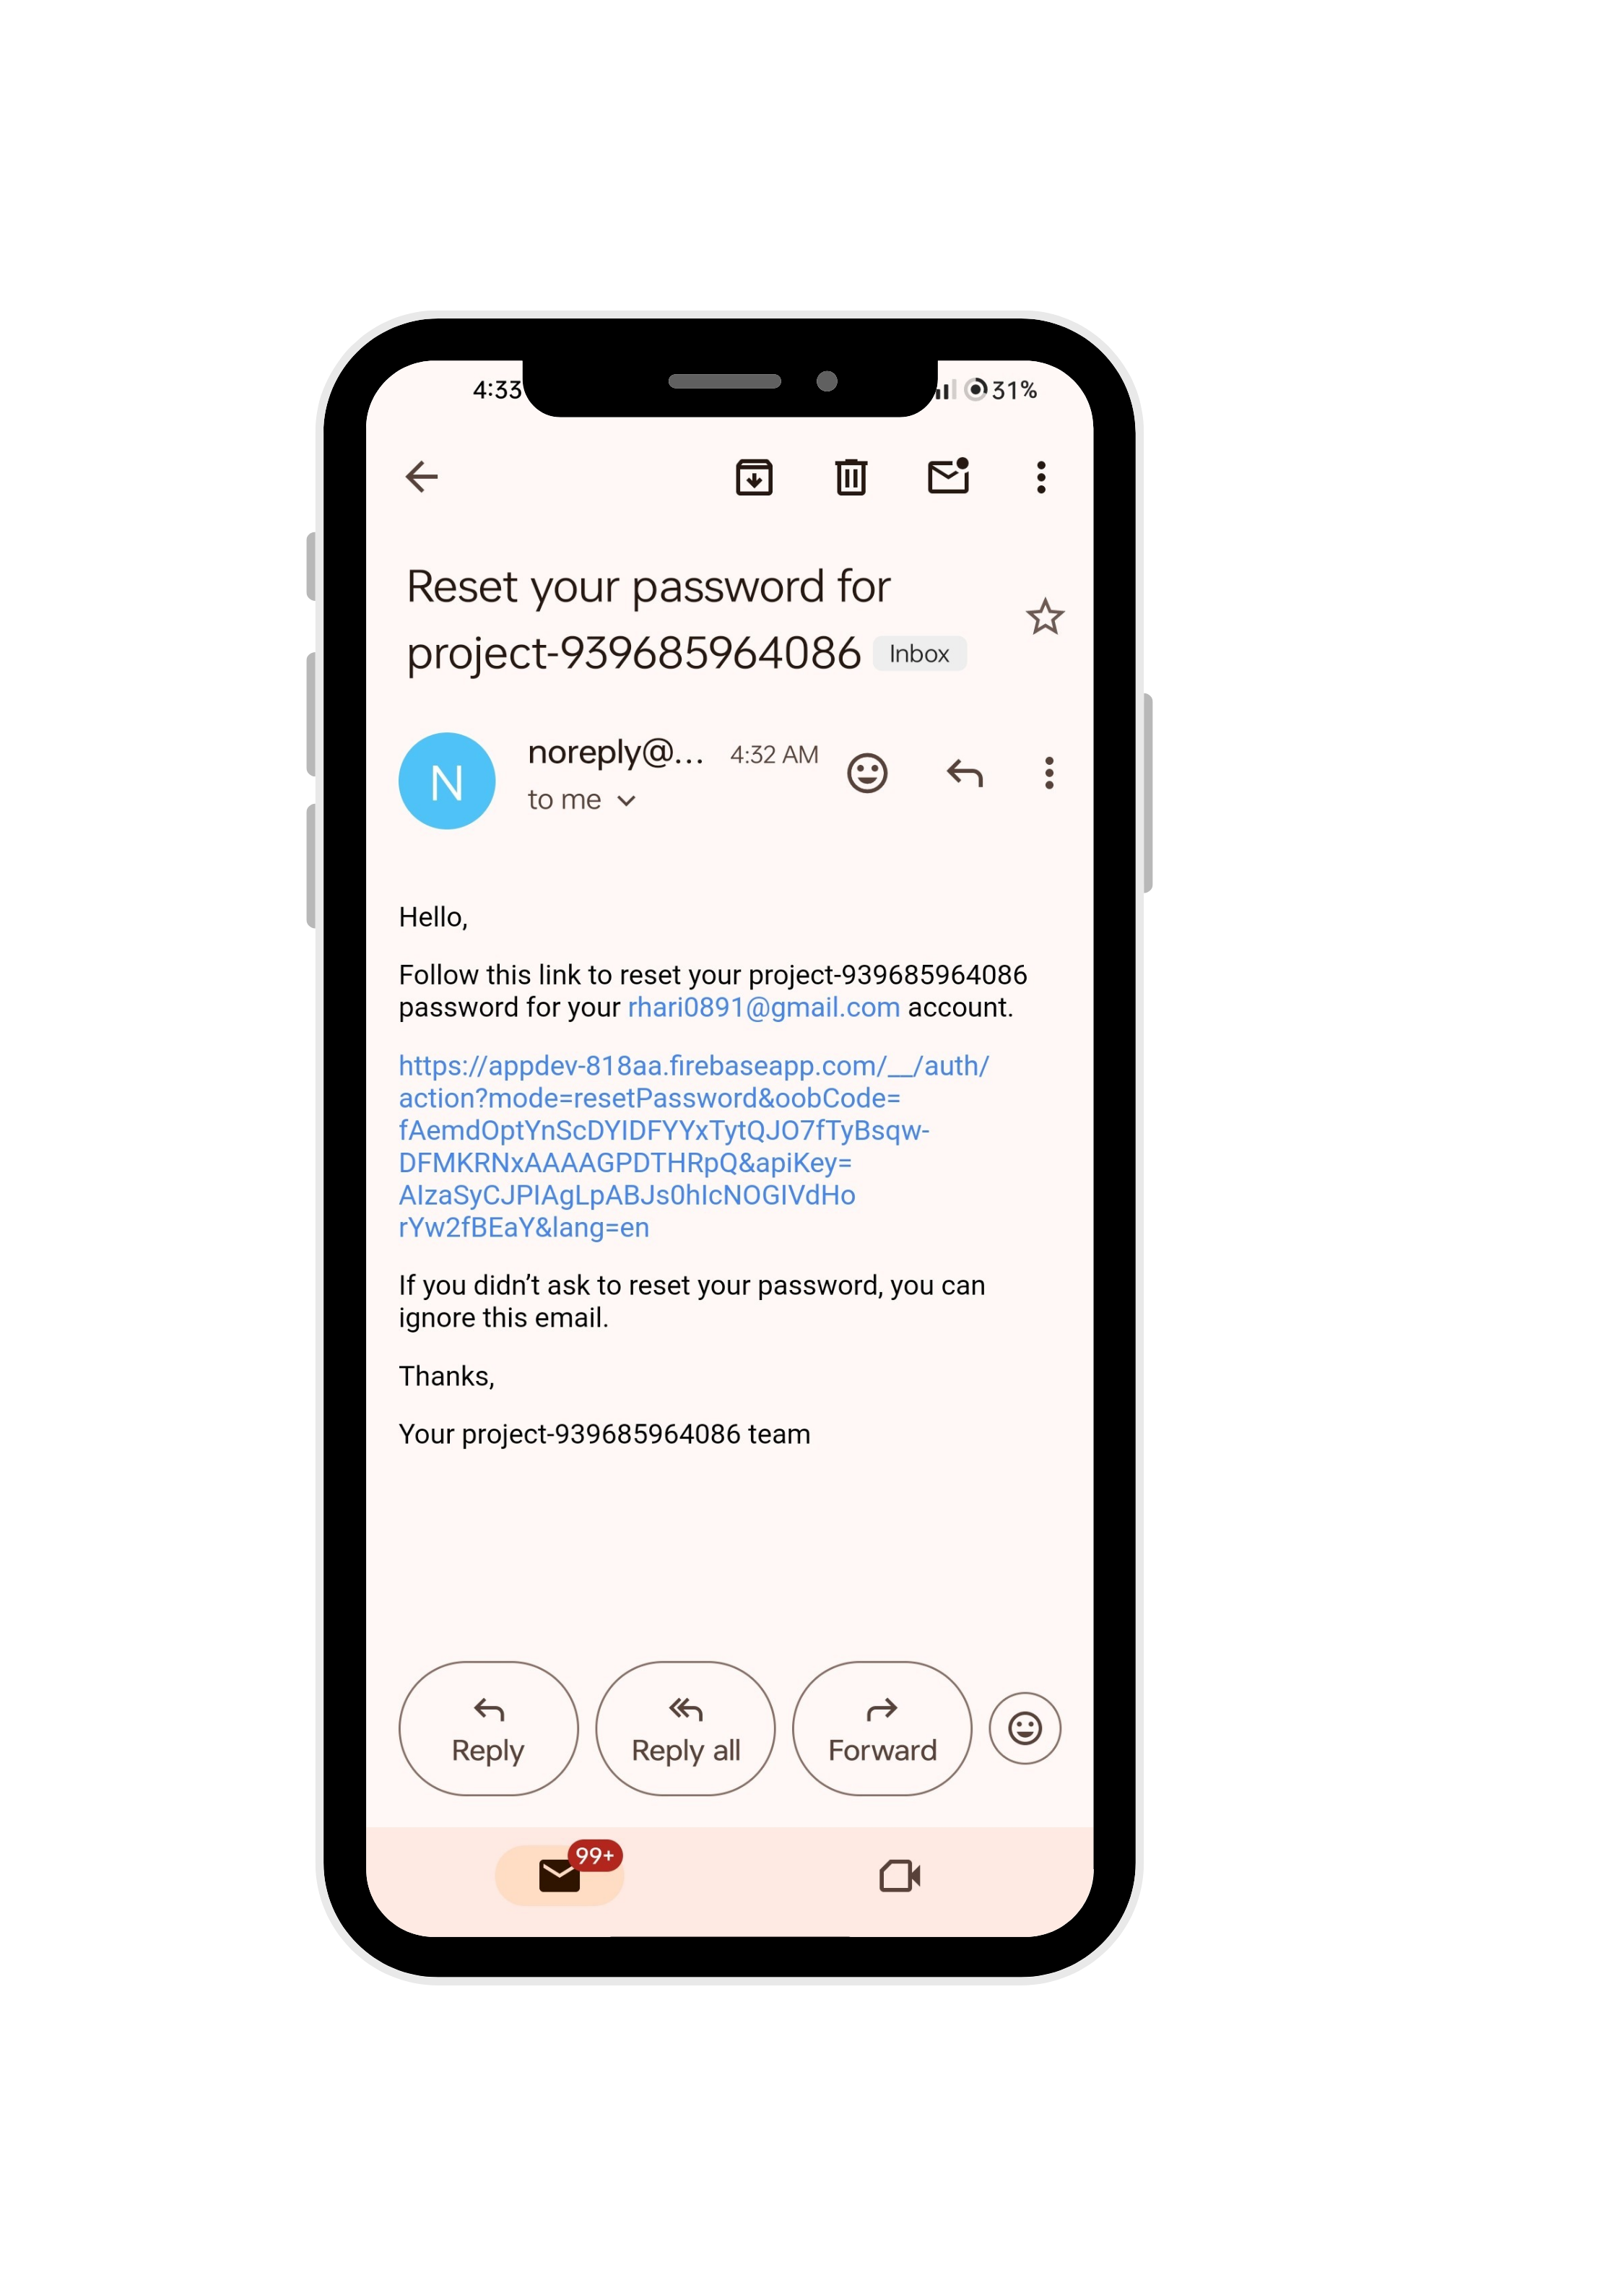 4:33
31%
Reset your password for
project-939685964086 Inbox
N
noreply@... 4:32 AM
to me
Hello,
Follow this link to reset your project-939685964086
password for your rhari0891@gmail.com account.
https://appdev-818aa.firebaseapp.com/__/auth/
action?mode=resetPassword&oobCode=
fAemdOptYnScDYIDFYYxTytQJO7fTyBsqw-
DFMKRNxAAAAGPDTHRpQ&apiKey=
AIzaSyCJPIAgLpABJs0hIcNOGIVdHo
rYw2fBEaY&lang=en
If you didn’t ask to reset your password, you can
ignore this email.
Thanks,
Your project-939685964086 team
Reply
Reply all
Forward
99+